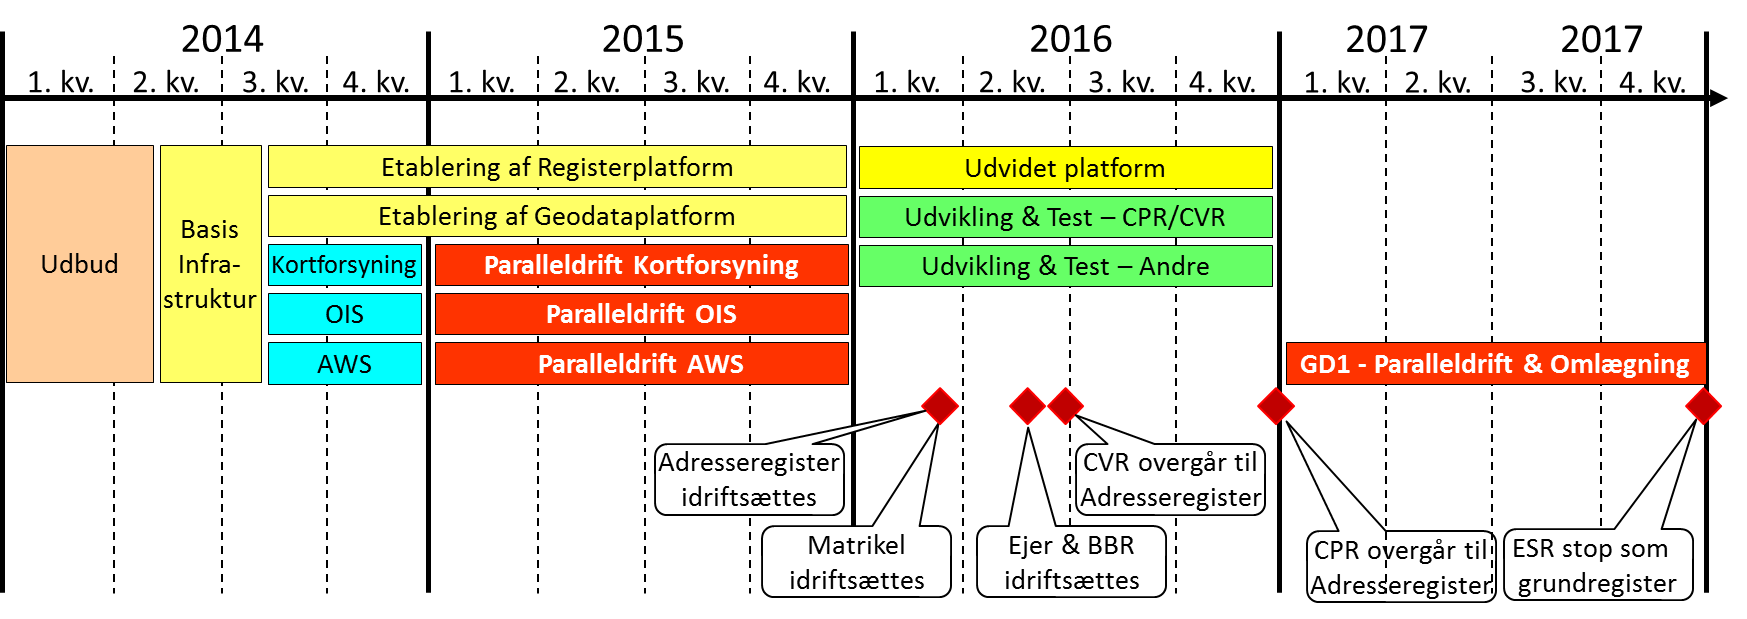 2014
2015
2016
2017
2017
1. kv.
2. kv.
3. kv.
4. kv.
1. kv.
2. kv.
3. kv.
4. kv.
1. kv.
2. kv.
3. kv.
4. kv.
1. kv.
2. kv.
3. kv.
4. kv.
Udbud
Basis
Infra-
struktur
Etablering af Registerplatform
Etablering af Geodataplatform
Kortforsyning
OIS
AWS
Paralleldrift Kortforsyning
Paralleldrift OIS
Paralleldrift AWS
Udvidet platform
Udvikling & Test – CPR/CVR
Udvikling & Test – Andre
GD1 - Paralleldrift & Omlægning
Adresseregister
idriftsættes
Matrikel
idriftsættes
Ejer & BBR
idriftsættes
CVR overgår til
Adresseregister
CPR overgår til
Adresseregister
ESR stop som
grundregister